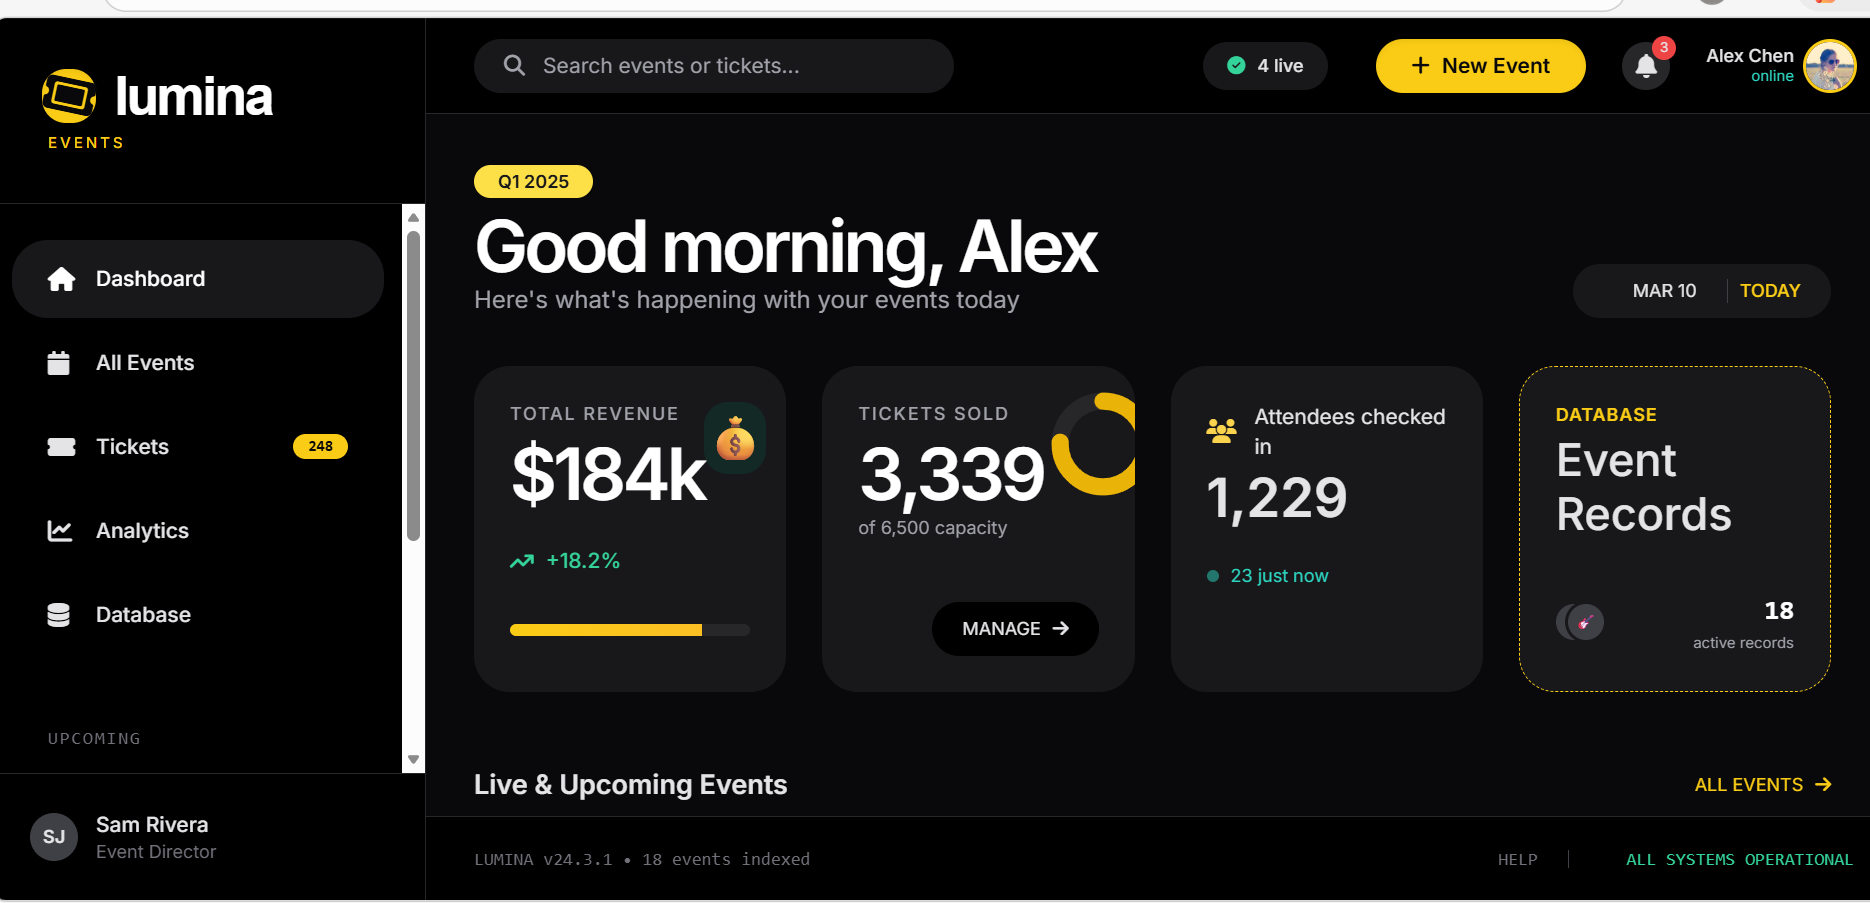 lumina
EVENTS
Dashboard
All Events
Tickets
248
Analytics
Database
UPCOMING
SJ
Sam Rivera
Event Director
Search events or tickets...
4 live
+ New Event
3
Alex Chen
online
Q1 2025
Good morning, Alex
Here's what's happening with your events today
MAR 10
TODAY
TOTAL REVENUE
$184k
+18.2%
TICKETS SOLD
3,339
of 6,500 capacity
MANAGE →
Attendees checked
in
1,229
23 just now
DATABASE
Event
Records
18
active records
Live & Upcoming Events
ALL EVENTS →
LUMINA v24.3.1 • 18 events indexed
HELP
ALL SYSTEMS OPERATIONAL